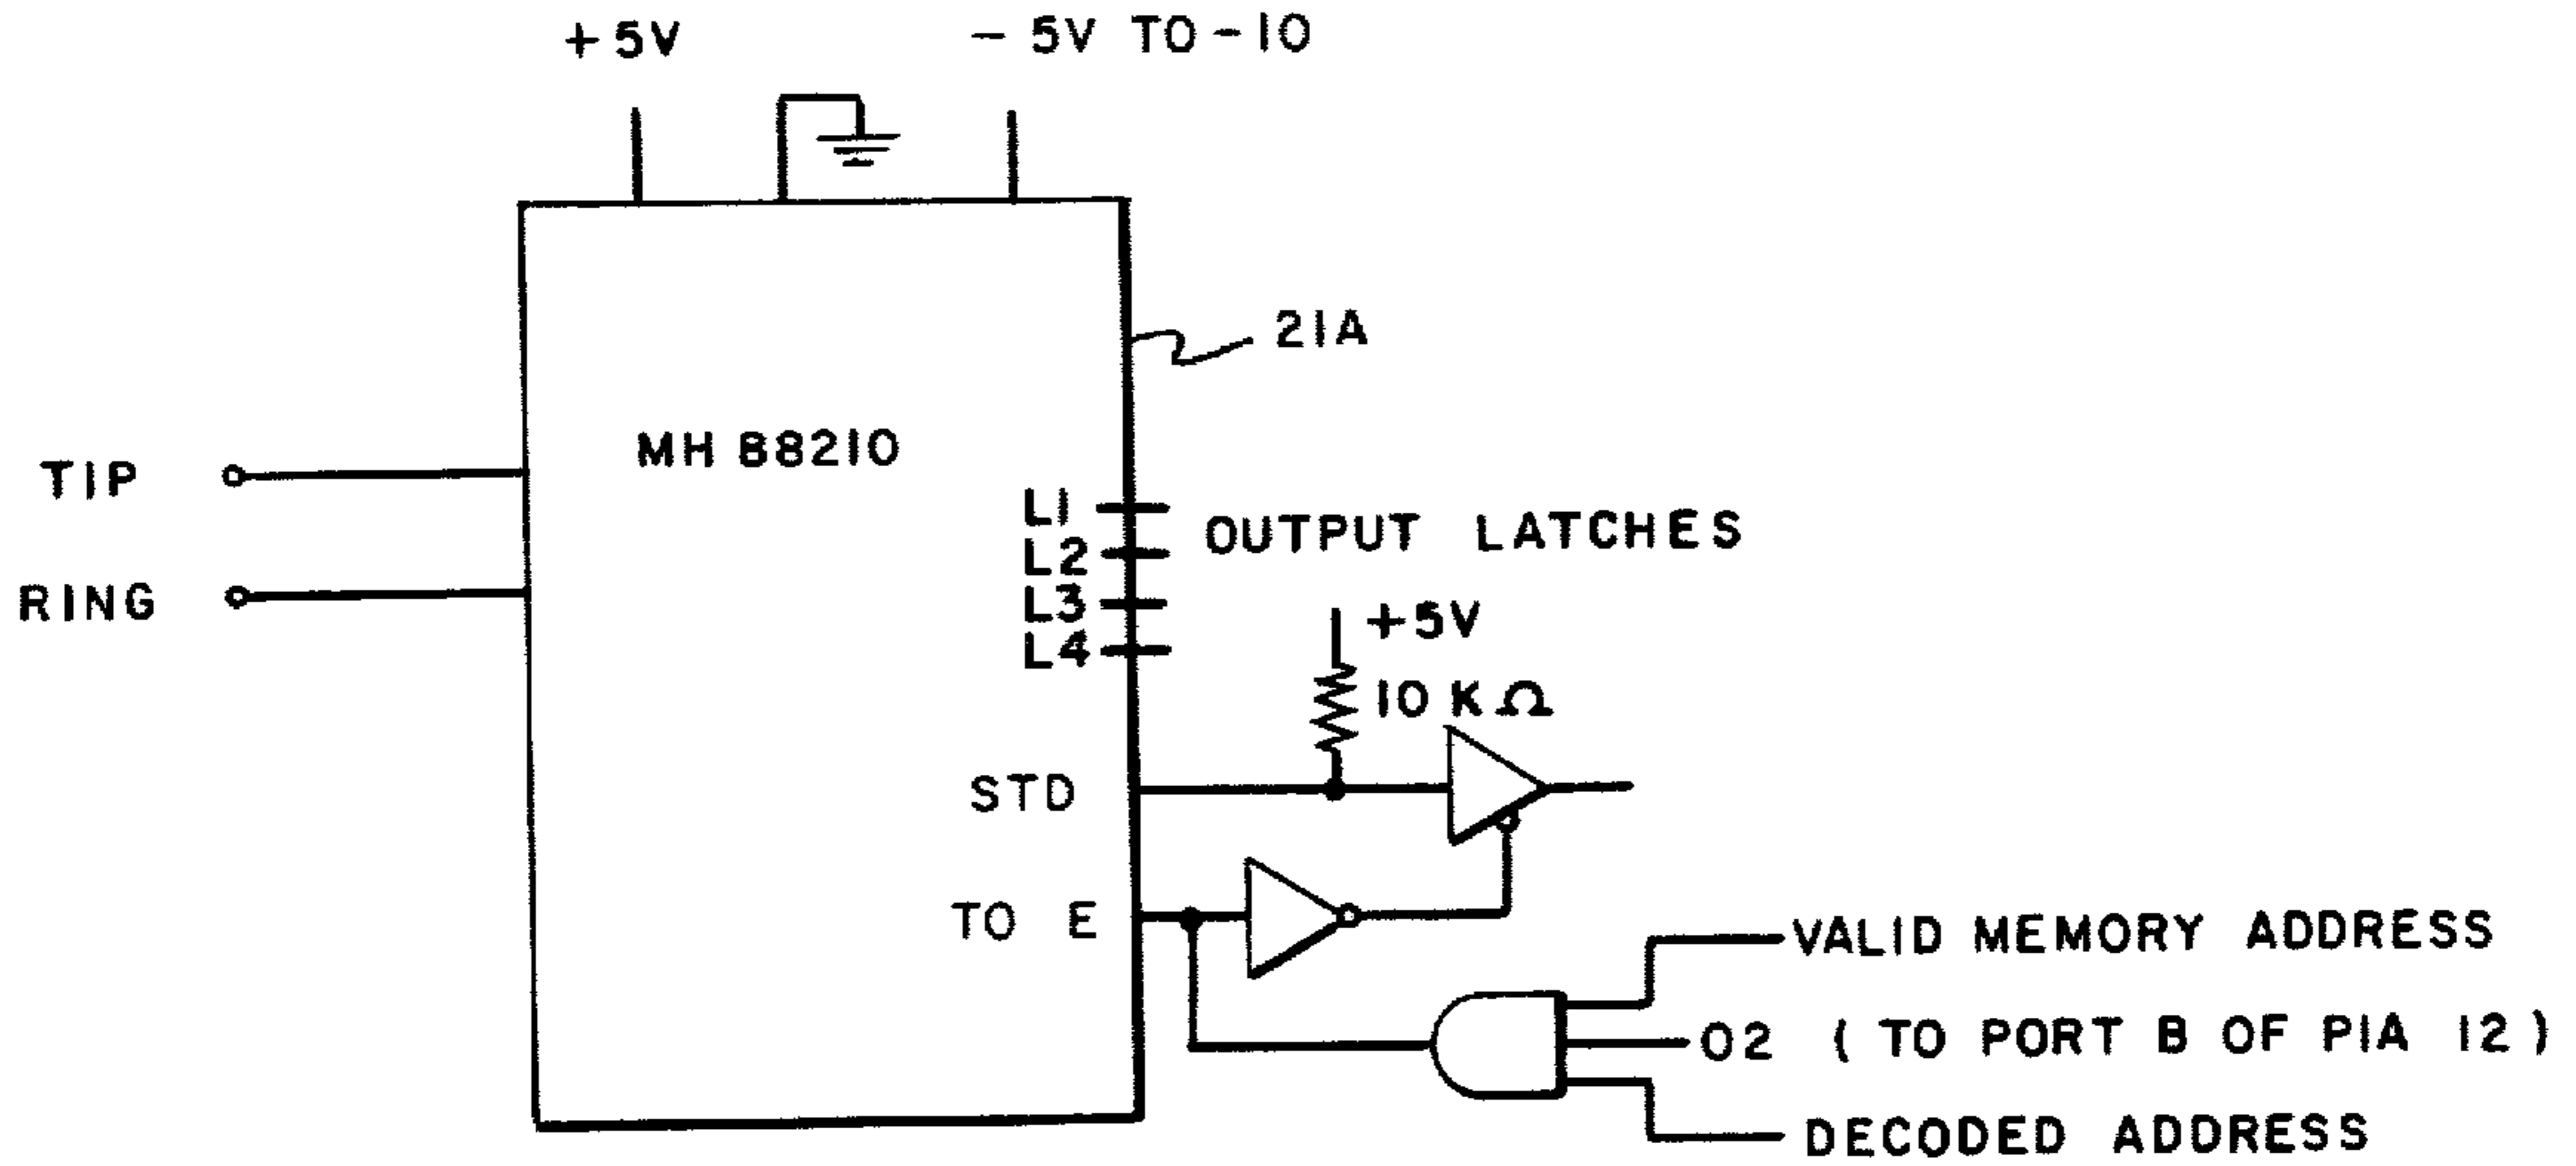 +5V
- 5V TO -10
21A
MH 88210
TIP
RING
L1
L2
L3
L4
OUTPUT LATCHES
+5V
10 K Ω
STD
TO E
VALID MEMORY ADDRESS
O2 ( TO PORT B OF PIA 12 )
DECODED ADDRESS